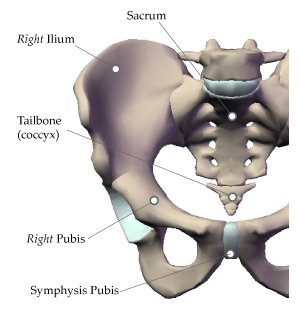 Sacrum
Right Ilium
Tailbone
(coccyx)
Right Pubis
Symphysis Pubis